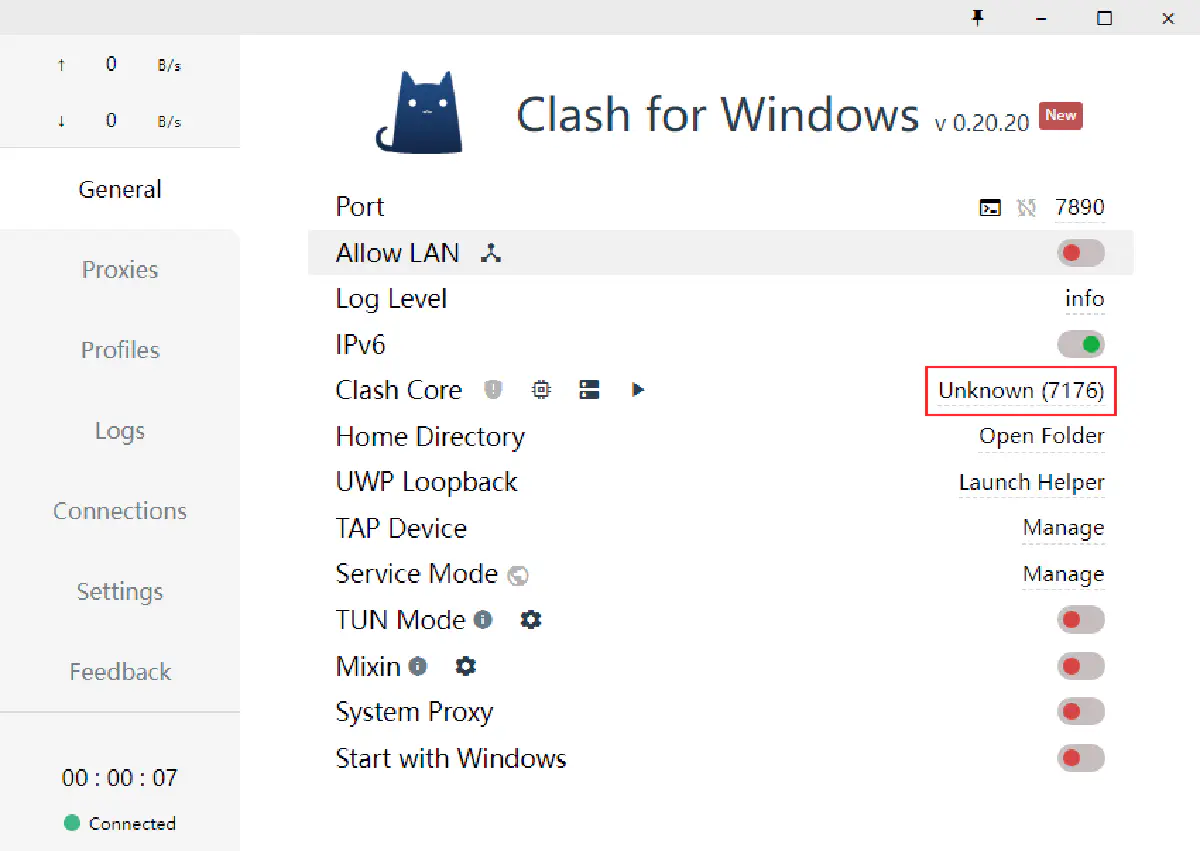 ↑ 0 B/s
↓ 0 B/s
General
Proxies
Profiles
Logs
Connections
Settings
Feedback
00 : 00 : 07
Connected
Clash for Windows v 0.20.20 New
Port 7890
Allow LAN
Log Level info
IPv6
Clash Core Unknown (7176)
Home Directory Open Folder
UWP Loopback Launch Helper
TAP Device Manage
Service Mode Manage
TUN Mode
Mixin
System Proxy
Start with Windows